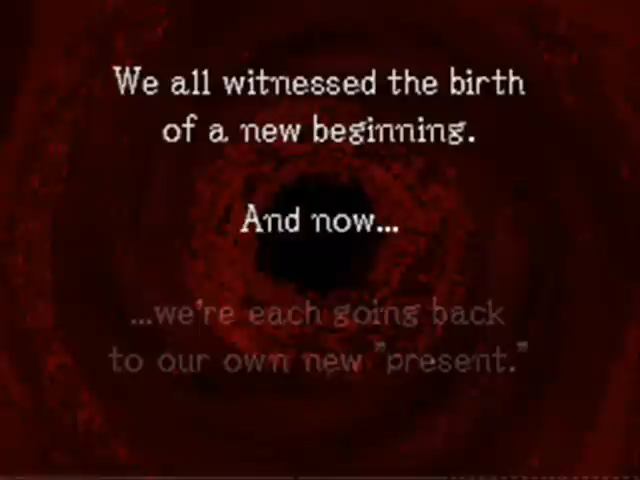 We all witnessed the birth
of a new beginning.
And now...
...we're each going back
to our own new "present."